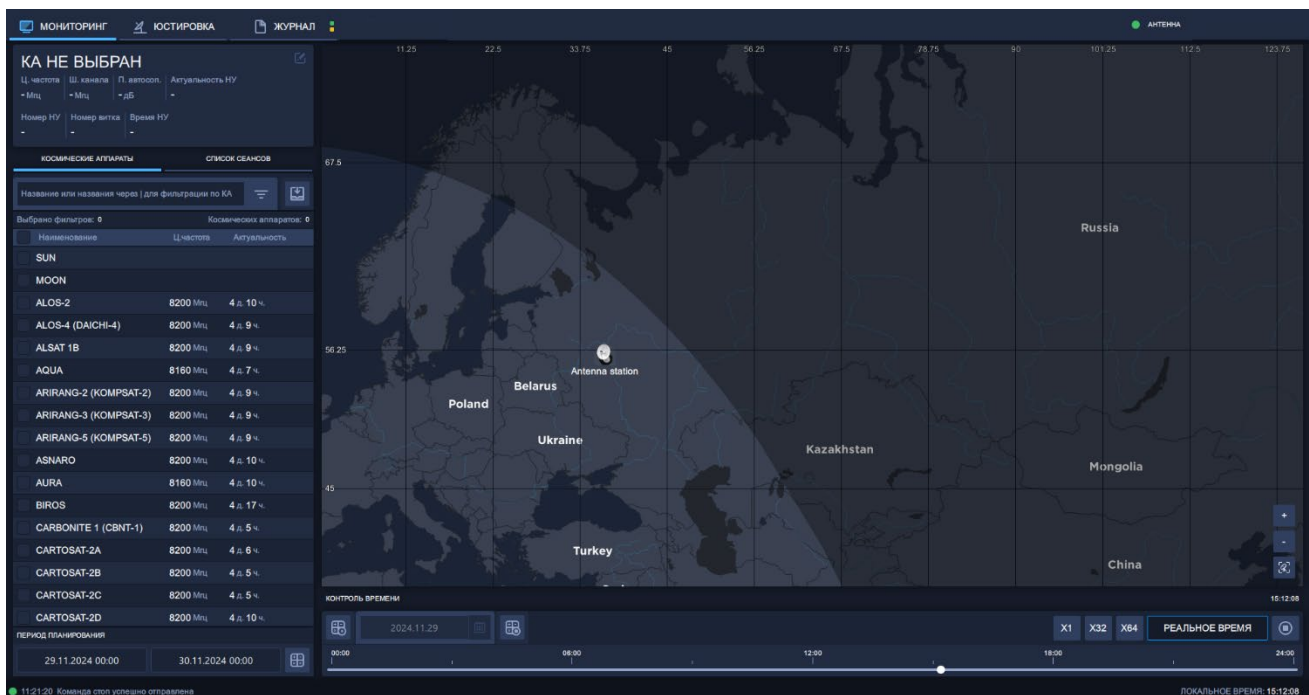 МОНИТОРИНГ ЮСТИРОВКА ЖУРНАЛ АНТЕННА
КА НЕ ВЫБРАН
Ц. частота Ш. канала П. автосоп. Актуальность НУ
- Мгц - Мгц - дБ -
Номер НУ Номер витка Время НУ
- - -
КОСМИЧЕСКИЕ АППАРАТЫ СПИСОК СЕАНСОВ
Название или названия через | для фильтрации по КА
Выбрано фильтров: 0 Космических аппаратов: 0
Наименование Ц.частота Актуальность
SUN
MOON
ALOS-2 8200 Мгц 4 д. 10 ч.
ALOS-4 (DAICHI-4) 8200 Мгц 4 д. 9 ч.
ALSAT 1B 8200 Мгц 4 д. 9 ч.
AQUA 8160 Мгц 4 д. 7 ч.
ARIRANG-2 (KOMPSAT-2) 8200 Мгц 4 д. 9 ч.
ARIRANG-3 (KOMPSAT-3) 8200 Мгц 4 д. 9 ч.
ARIRANG-5 (KOMPSAT-5) 8200 Мгц 4 д. 9 ч.
ASNARO 8200 Мгц 4 д. 10 ч.
AURA 8160 Мгц 4 д. 10 ч.
BIROS 8200 Мгц 4 д. 17 ч.
CARBONITE 1 (CBNT-1) 8200 Мгц 4 д. 5 ч.
CARTOSAT-2A 8200 Мгц 4 д. 6 ч.
CARTOSAT-2B 8200 Мгц 4 д. 5 ч.
CARTOSAT-2C 8200 Мгц 4 д. 5 ч.
CARTOSAT-2D 8200 Мгц 4 д. 10 ч.
ПЕРИОД ПЛАНИРОВАНИЯ
29.11.2024 00:00 30.11.2024 00:00
11.25 22.5 33.75 45 56.25 67.5 78.75 90 101.25 112.5 123.75
67.5
Russia
56.25
Antenna station
Belarus
Poland
Ukraine
Kazakhstan
Mongolia
45
+
-
Turkey
China
КОНТРОЛЬ ВРЕМЕНИ 15:12:08
2024.11.29 X1 X32 X64 РЕАЛЬНОЕ ВРЕМЯ
00:00 06:00 12:00 18:00 24:00
11:21:20 Команда стоп успешно отправлена ЛОКАЛЬНОЕ ВРЕМЯ: 15:12:08